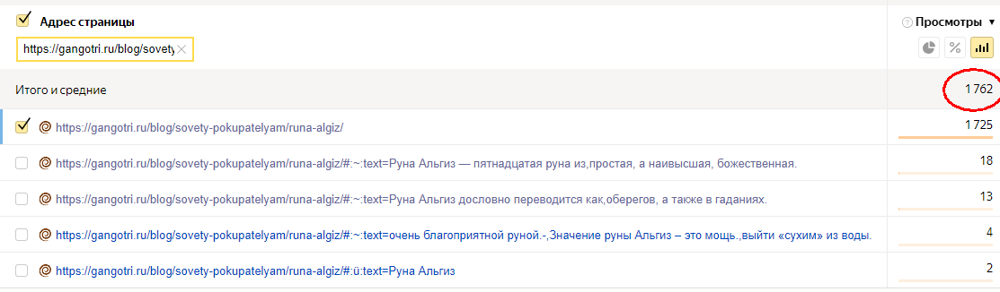 Адрес страницы
Просмотры
https://gangotri.ru/blog/sovety
Итого и средние 1 762
https://gangotri.ru/blog/sovety-pokupatelyam/runa-algiz/ 1 725
https://gangotri.ru/blog/sovety-pokupatelyam/runa-algiz/#:~:text=Руна Альгиз — пятнадцатая руна из,простая, а наивысшая, божественная. 18
https://gangotri.ru/blog/sovety-pokupatelyam/runa-algiz/#:~:text=Руна Альгиз дословно переводится как,оберегов, а также в гаданиях. 13
https://gangotri.ru/blog/sovety-pokupatelyam/runa-algiz/#:~:text=очень благоприятной руной.-,Значение руны Альгиз – это мощь.,выйти «сухим» из воды. 4
https://gangotri.ru/blog/sovety-pokupatelyam/runa-algiz/#:ü:text=Руна Альгиз 2